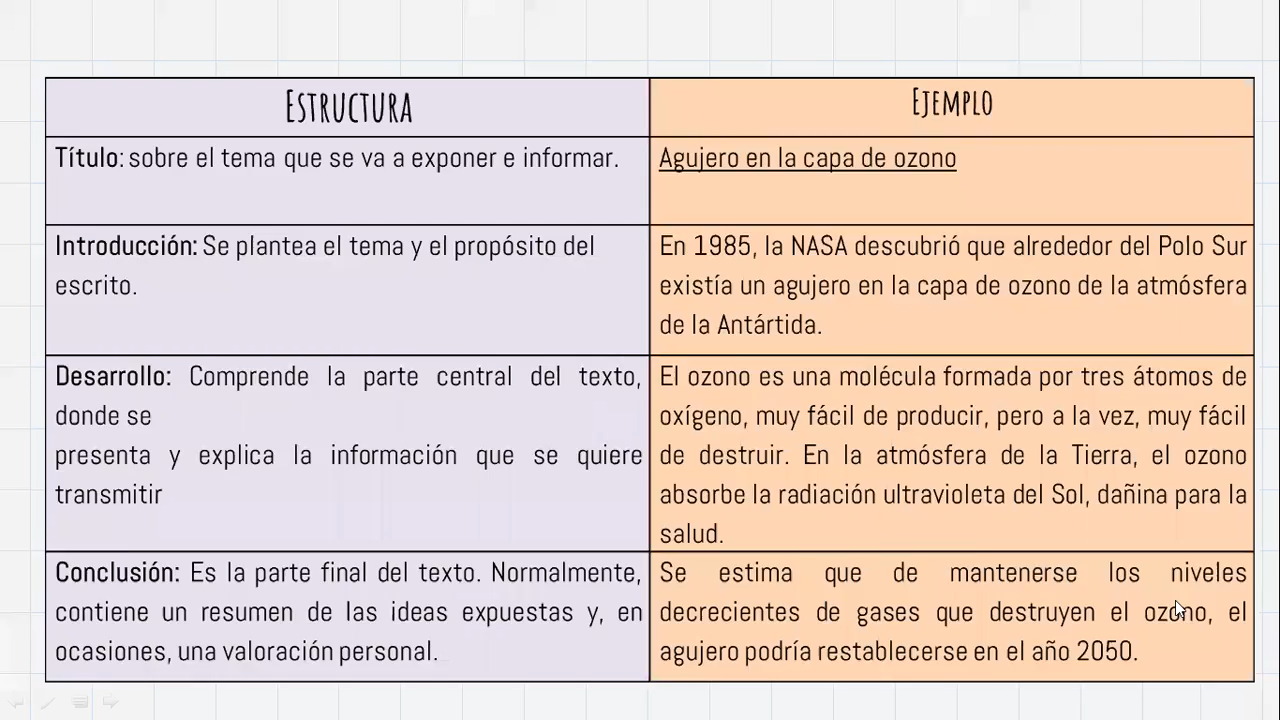 ESTRUCTURA
EJEMPLO
Título: sobre el tema que se va a exponer e informar.
Agujero en la capa de ozono
Introducción: Se plantea el tema y el propósito del
escrito.
En 1985, la NASA descubrió que alrededor del Polo Sur
existía un agujero en la capa de ozono de la atmósfera
de la Antártida.
Desarrollo: Comprende la parte central del texto,
donde se
presenta y explica la información que se quiere
transmitir
El ozono es una molécula formada por tres átomos de
oxígeno, muy fácil de producir, pero a la vez, muy fácil
de destruir. En la atmósfera de la Tierra, el ozono
absorbe la radiación ultravioleta del Sol, dañina para la
salud.
Conclusión: Es la parte final del texto. Normalmente,
contiene un resumen de las ideas expuestas y, en
ocasiones, una valoración personal.
Se estima que de mantenerse los niveles
decrecientes de gases que destruyen el ozono, el
agujero podría restablecerse en el año 2050.